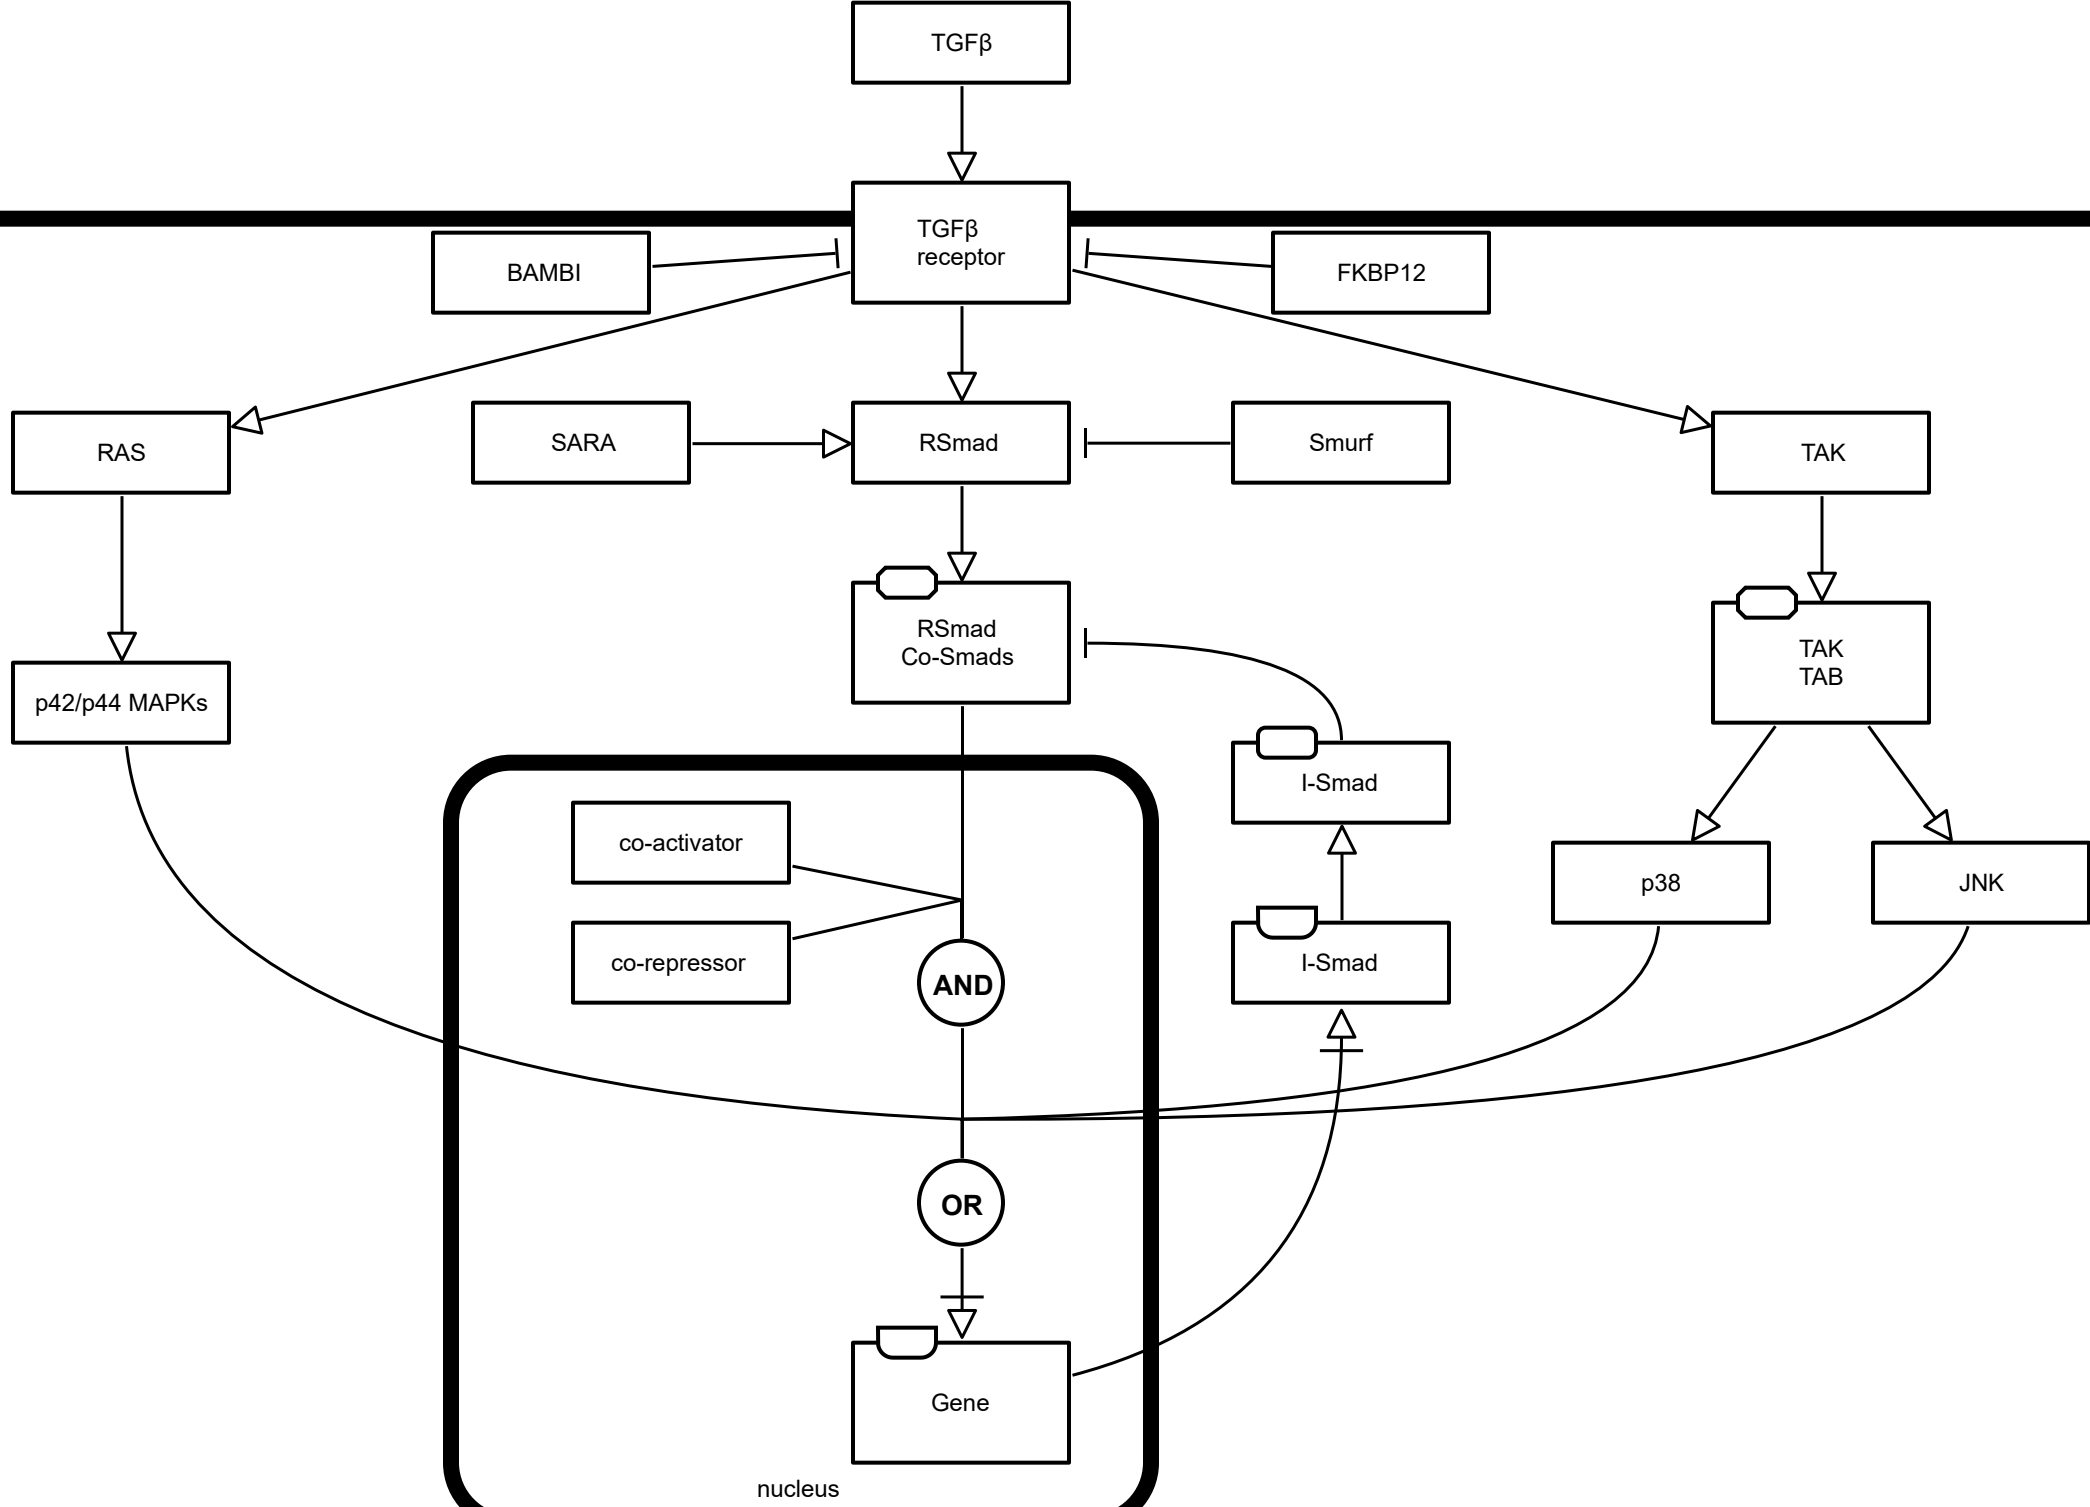 TGFβ
TGFβ
receptor
BAMBI
FKBP12
RAS
SARA
RSmad
Smurf
TAK
RSmad
Co-Smads
TAK
TAB
p42/p44 MAPKs
I-Smad
co-activator
p38
JNK
co-repressor
AND
I-Smad
OR
Gene
nucleus